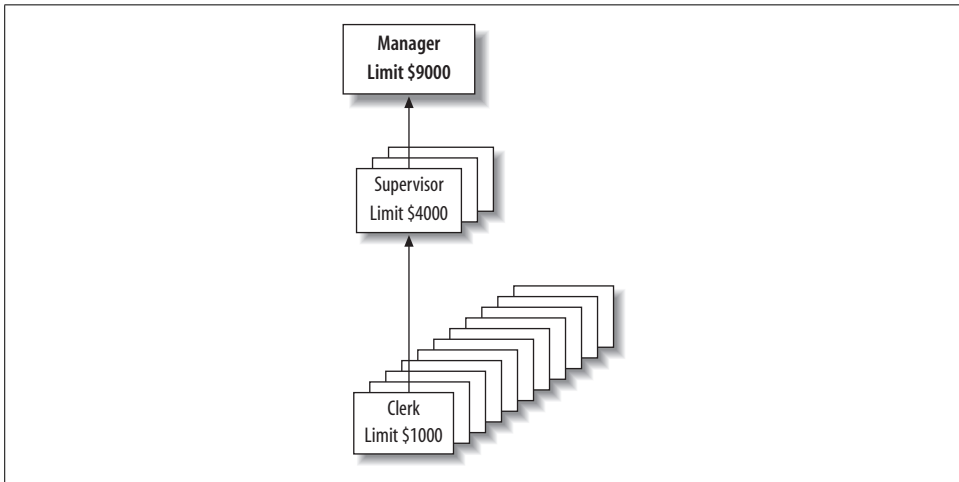 Manager
Limit $9000
Supervisor
Limit $4000
Clerk
Limit $1000